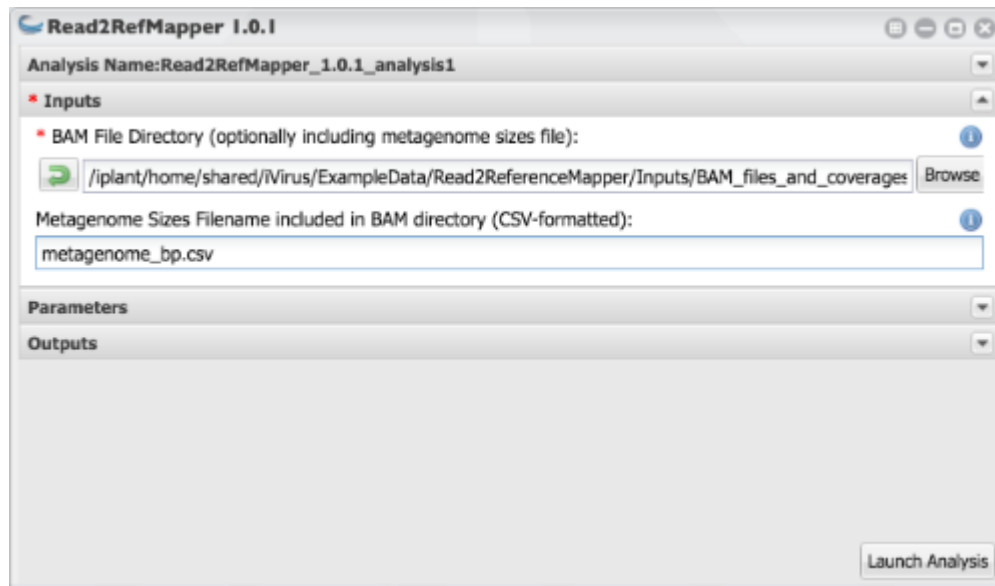 Read2RefMapper 1.0.1
Analysis Name:Read2RefMapper_1.0.1_analysis1
* Inputs
* BAM File Directory (optionally including metagenome sizes file):
/iplant/home/shared/iVirus/ExampleData/Read2ReferenceMapper/Inputs/BAM_files_and_coverages Browse
Metagenome Sizes Filename included in BAM directory (CSV-formatted):
metagenome_bp.csv
Parameters
Outputs
Launch Analysis